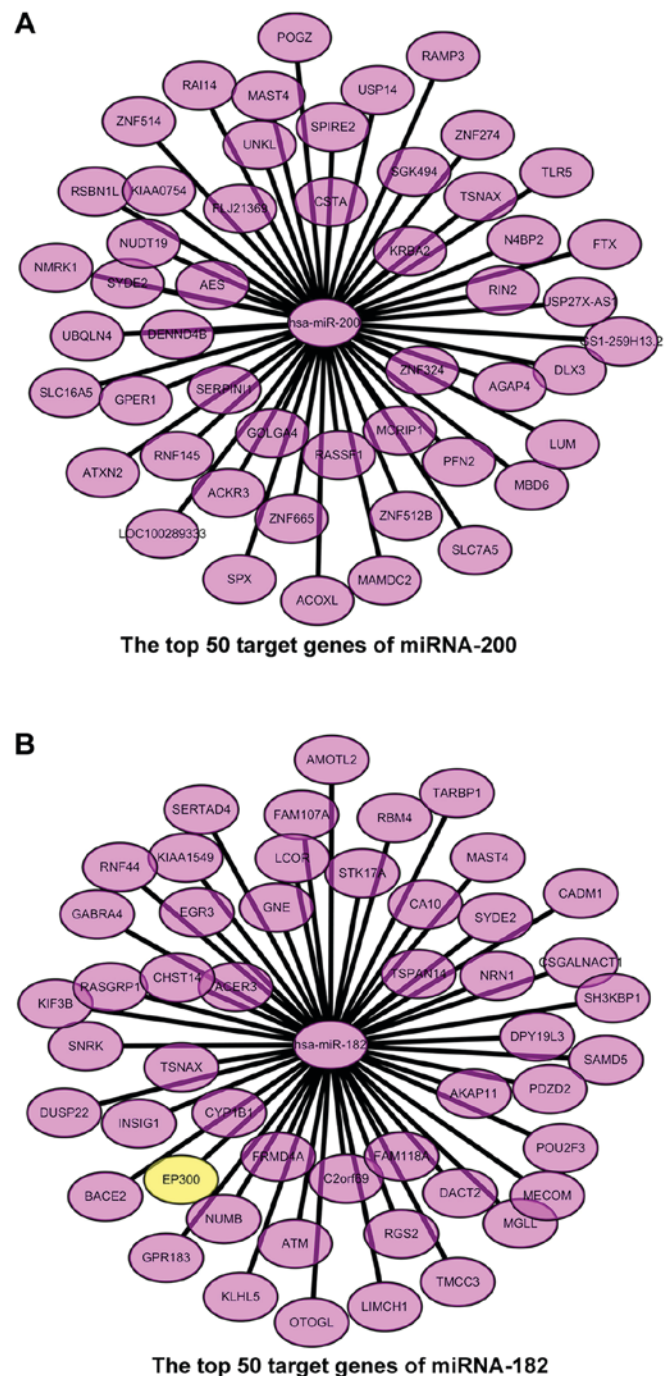 A
POGZ
RAMP3
RAI14
MAST4
USP14
ZNF514
UNKL
SPIRE2
ZNF274
SGK494
TLR5
RSBN1L
KIAA0754
FLJ21369
CSTA
TSNAX
NUDT19
KRBA2
N4BP2
FTX
NMRK1
SYDE2
AES
RIN2
USP27X-AS1
hsa-miR-200
UBQLN4
DENND4B
GS1-259H13.2
ZNF324
DLX3
SLC16A5
GPER1
SERPINI1
AGAP4
GOLGA4
MCRIP1
LUM
ATXN2
RNF145
RASSF1
PFN2
ACKR3
MBD6
LOC100289333
ZNF665
ZNF512B
SLC7A5
SPX
ACOXL
MAMDC2
The top 50 target genes of miRNA-200
B
AMOTL2
TARBP1
SERTAD4
FAM107A
RBM4
RNF44
KIAA1549
LCOR
STK17A
MAST4
CADM1
GABRA4
EGR3
GNE
CA10
SYDE2
CSGALNACT1
KIF3B
RASGRP1
CHST14
ACER3
TSPAN14
NRN1
SH3KBP1
SNRK
hsa-miR-182
DPY19L3
SAMD5
TSNAX
AKAP11
PDZD2
DUSP22
INSIG1
CYP1B1
POU2F3
EP300
FRMD4A
FAM118A
BACE2
C2orf69
DACT2
MECOM
NUMB
MGLL
GPR183
ATM
RGS2
TMCC3
KLHL5
OTOGL
LIMCH1
The top 50 target genes of miRNA-182